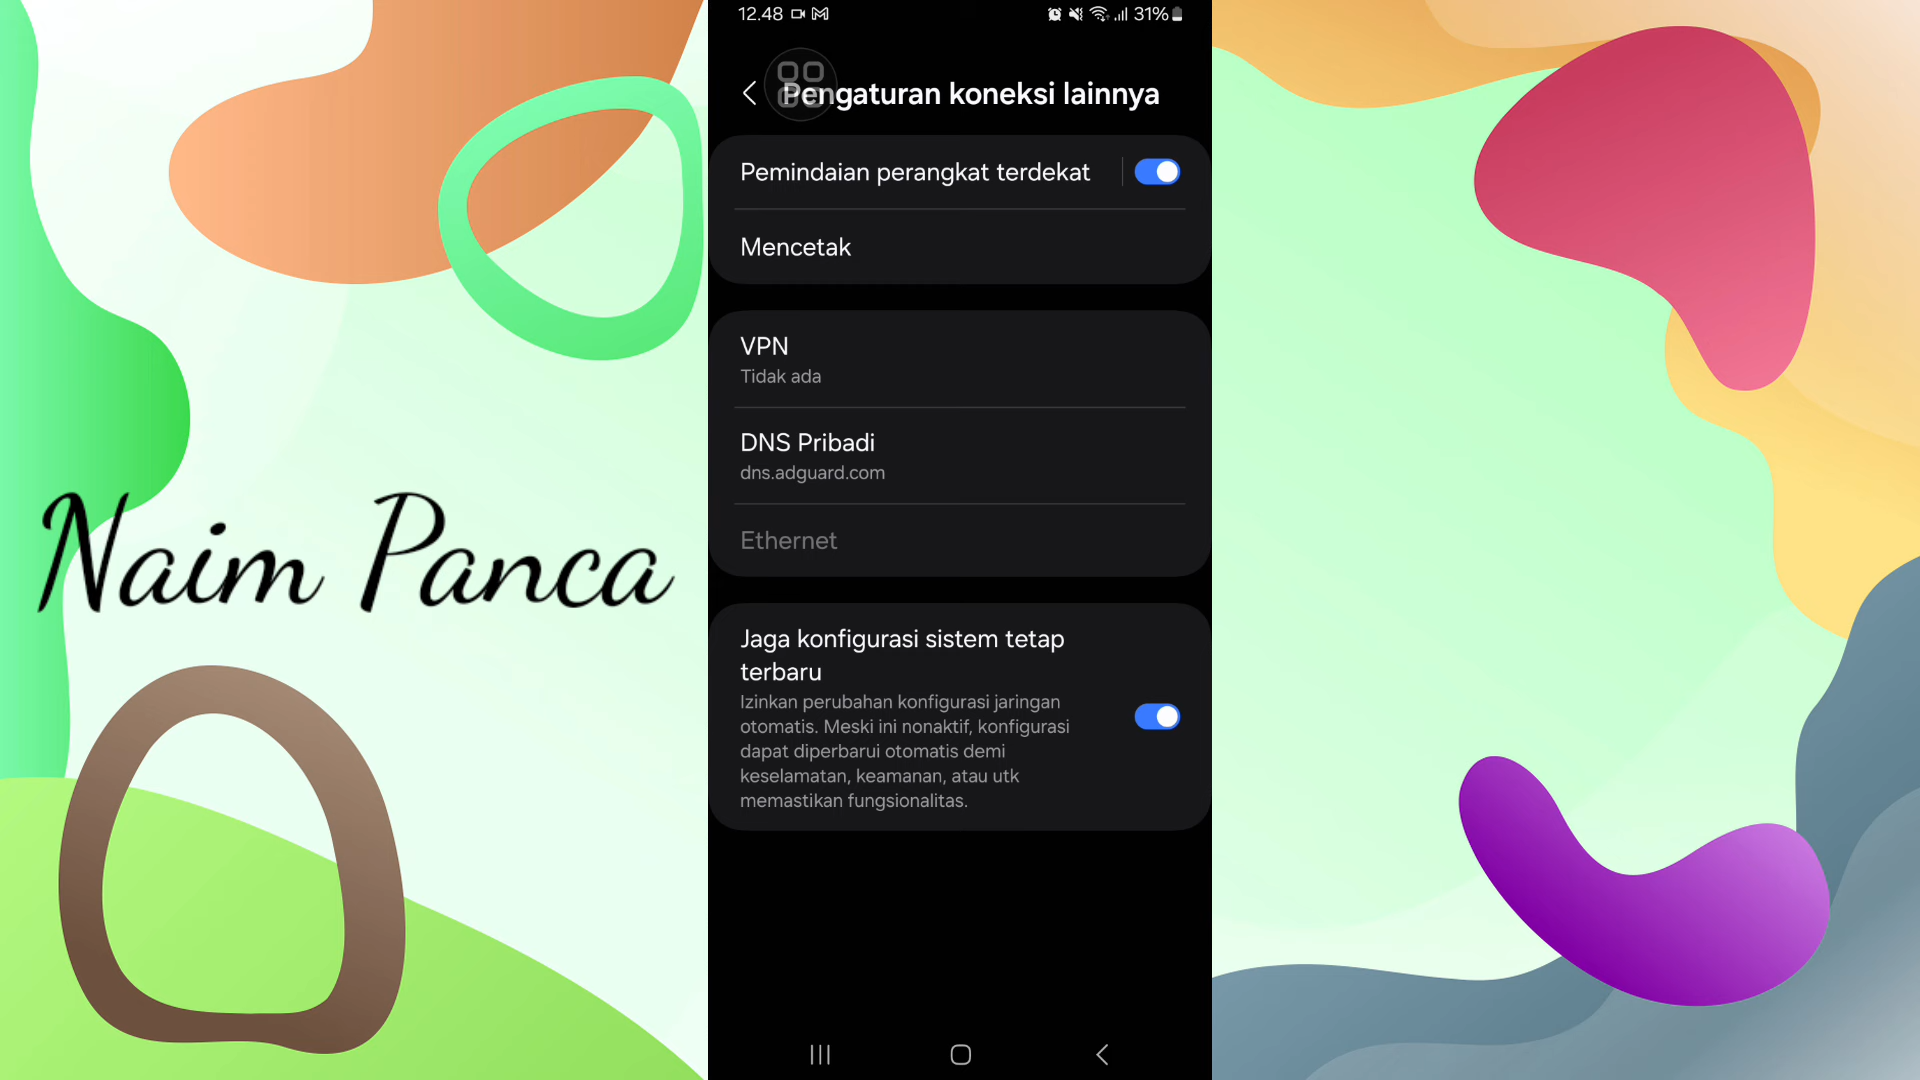 12.48
31%
Pengaturan koneksi lainnya
Pemindaian perangkat terdekat
Mencetak
VPN
Tidak ada
DNS Pribadi
dns.adguard.com
Ethernet
Jaga konfigurasi sistem tetap
terbaru
Izinkan perubahan konfigurasi jaringan
otomatis. Meski ini nonaktif, konfigurasi
dapat diperbarui otomatis demi
keselamatan, keamanan, atau utk
memastikan fungsionalitas.
Naim Panca